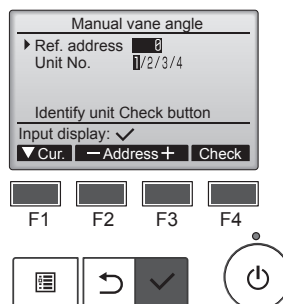 Manual vane angle
Ref. address 0
Unit No. 1/2/3/4
Identify unit Check button
Input display: ✓
▼ Cur. − Address + Check
F1 F2 F3 F4